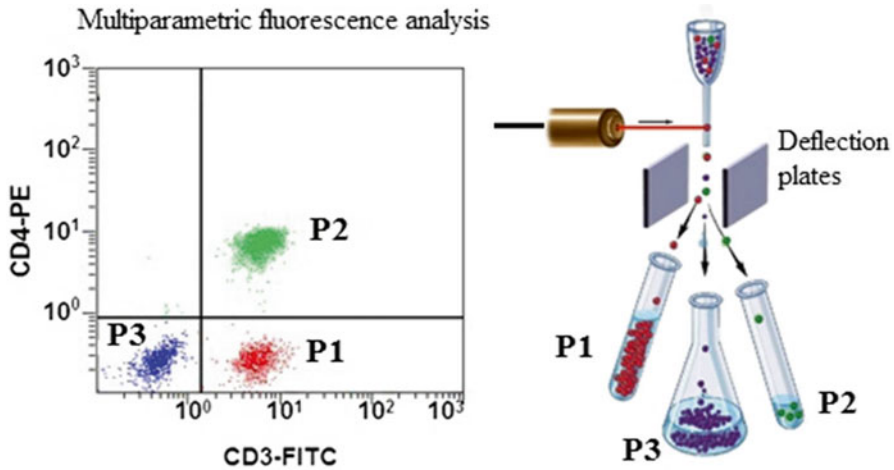 Multiparametric fluorescence analysis
10³
10²
10¹
10⁰
CD4-PE
P2
P3
P1
10⁰ 10¹ 10² 10³
CD3-FITC
Deflection
plates
P1
P2
P3